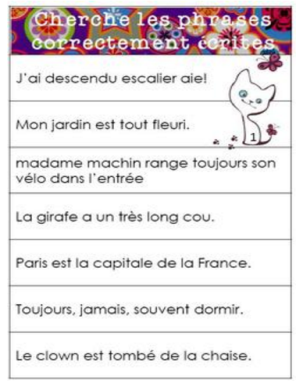 Cherche les phrases
correctement écrites
J'ai descendu escalier aie!
Mon jardin est tout fleuri.
1
madame machin range toujours son
vélo dans l'entrée
La girafe a un très long cou.
Paris est la capitale de la France.
Toujours, jamais, souvent dormir.
Le clown est tombé de la chaise.